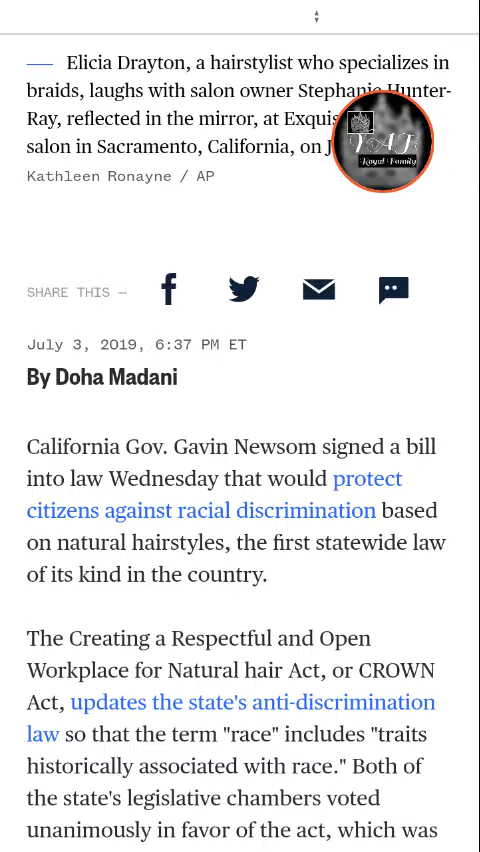 — Elicia Drayton, a hairstylist who specializes in
braids, laughs with salon owner Stephanie Hunter-
Ray, reflected in the mirror, at
salon in Sacramento, California, on
YAJ
Royal Family
Kathleen Ronayne / AP
SHARE THIS —
July 3, 2019, 6:37 PM ET
By Doha Madani
California Gov. Gavin Newsom signed a bill
into law Wednesday that would protect
citizens against racial discrimination based
on natural hairstyles, the first statewide law
of its kind in the country.
The Creating a Respectful and Open
Workplace for Natural hair Act, or CROWN
Act, updates the state's anti-discrimination
law so that the term "race" includes "traits
historically associated with race." Both of
the state's legislative chambers voted
unanimously in favor of the act, which was